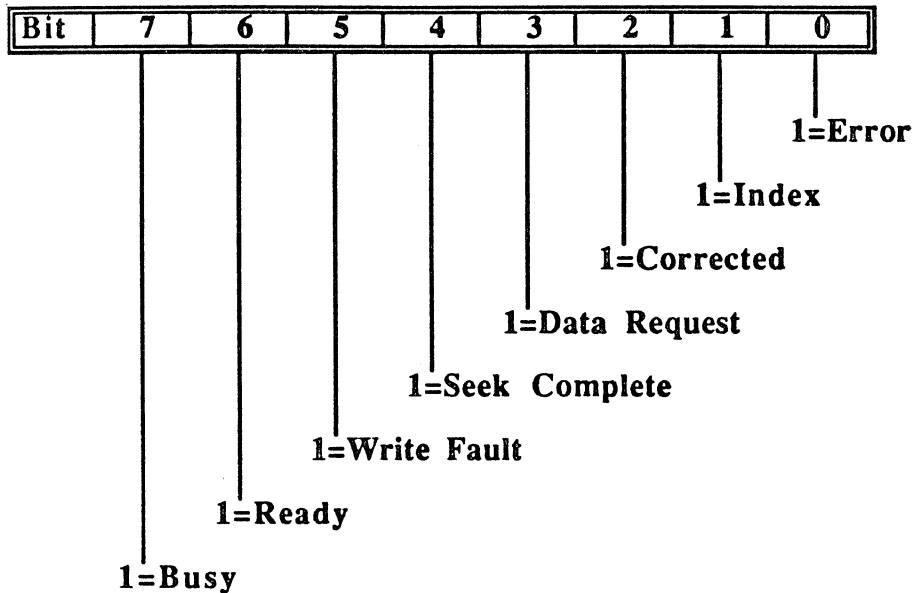 Bit 7 6 5 4 3 2 1 0
1=Error
1=Index
1=Corrected
1=Data Request
1=Seek Complete
1=Write Fault
1=Ready
1=Busy